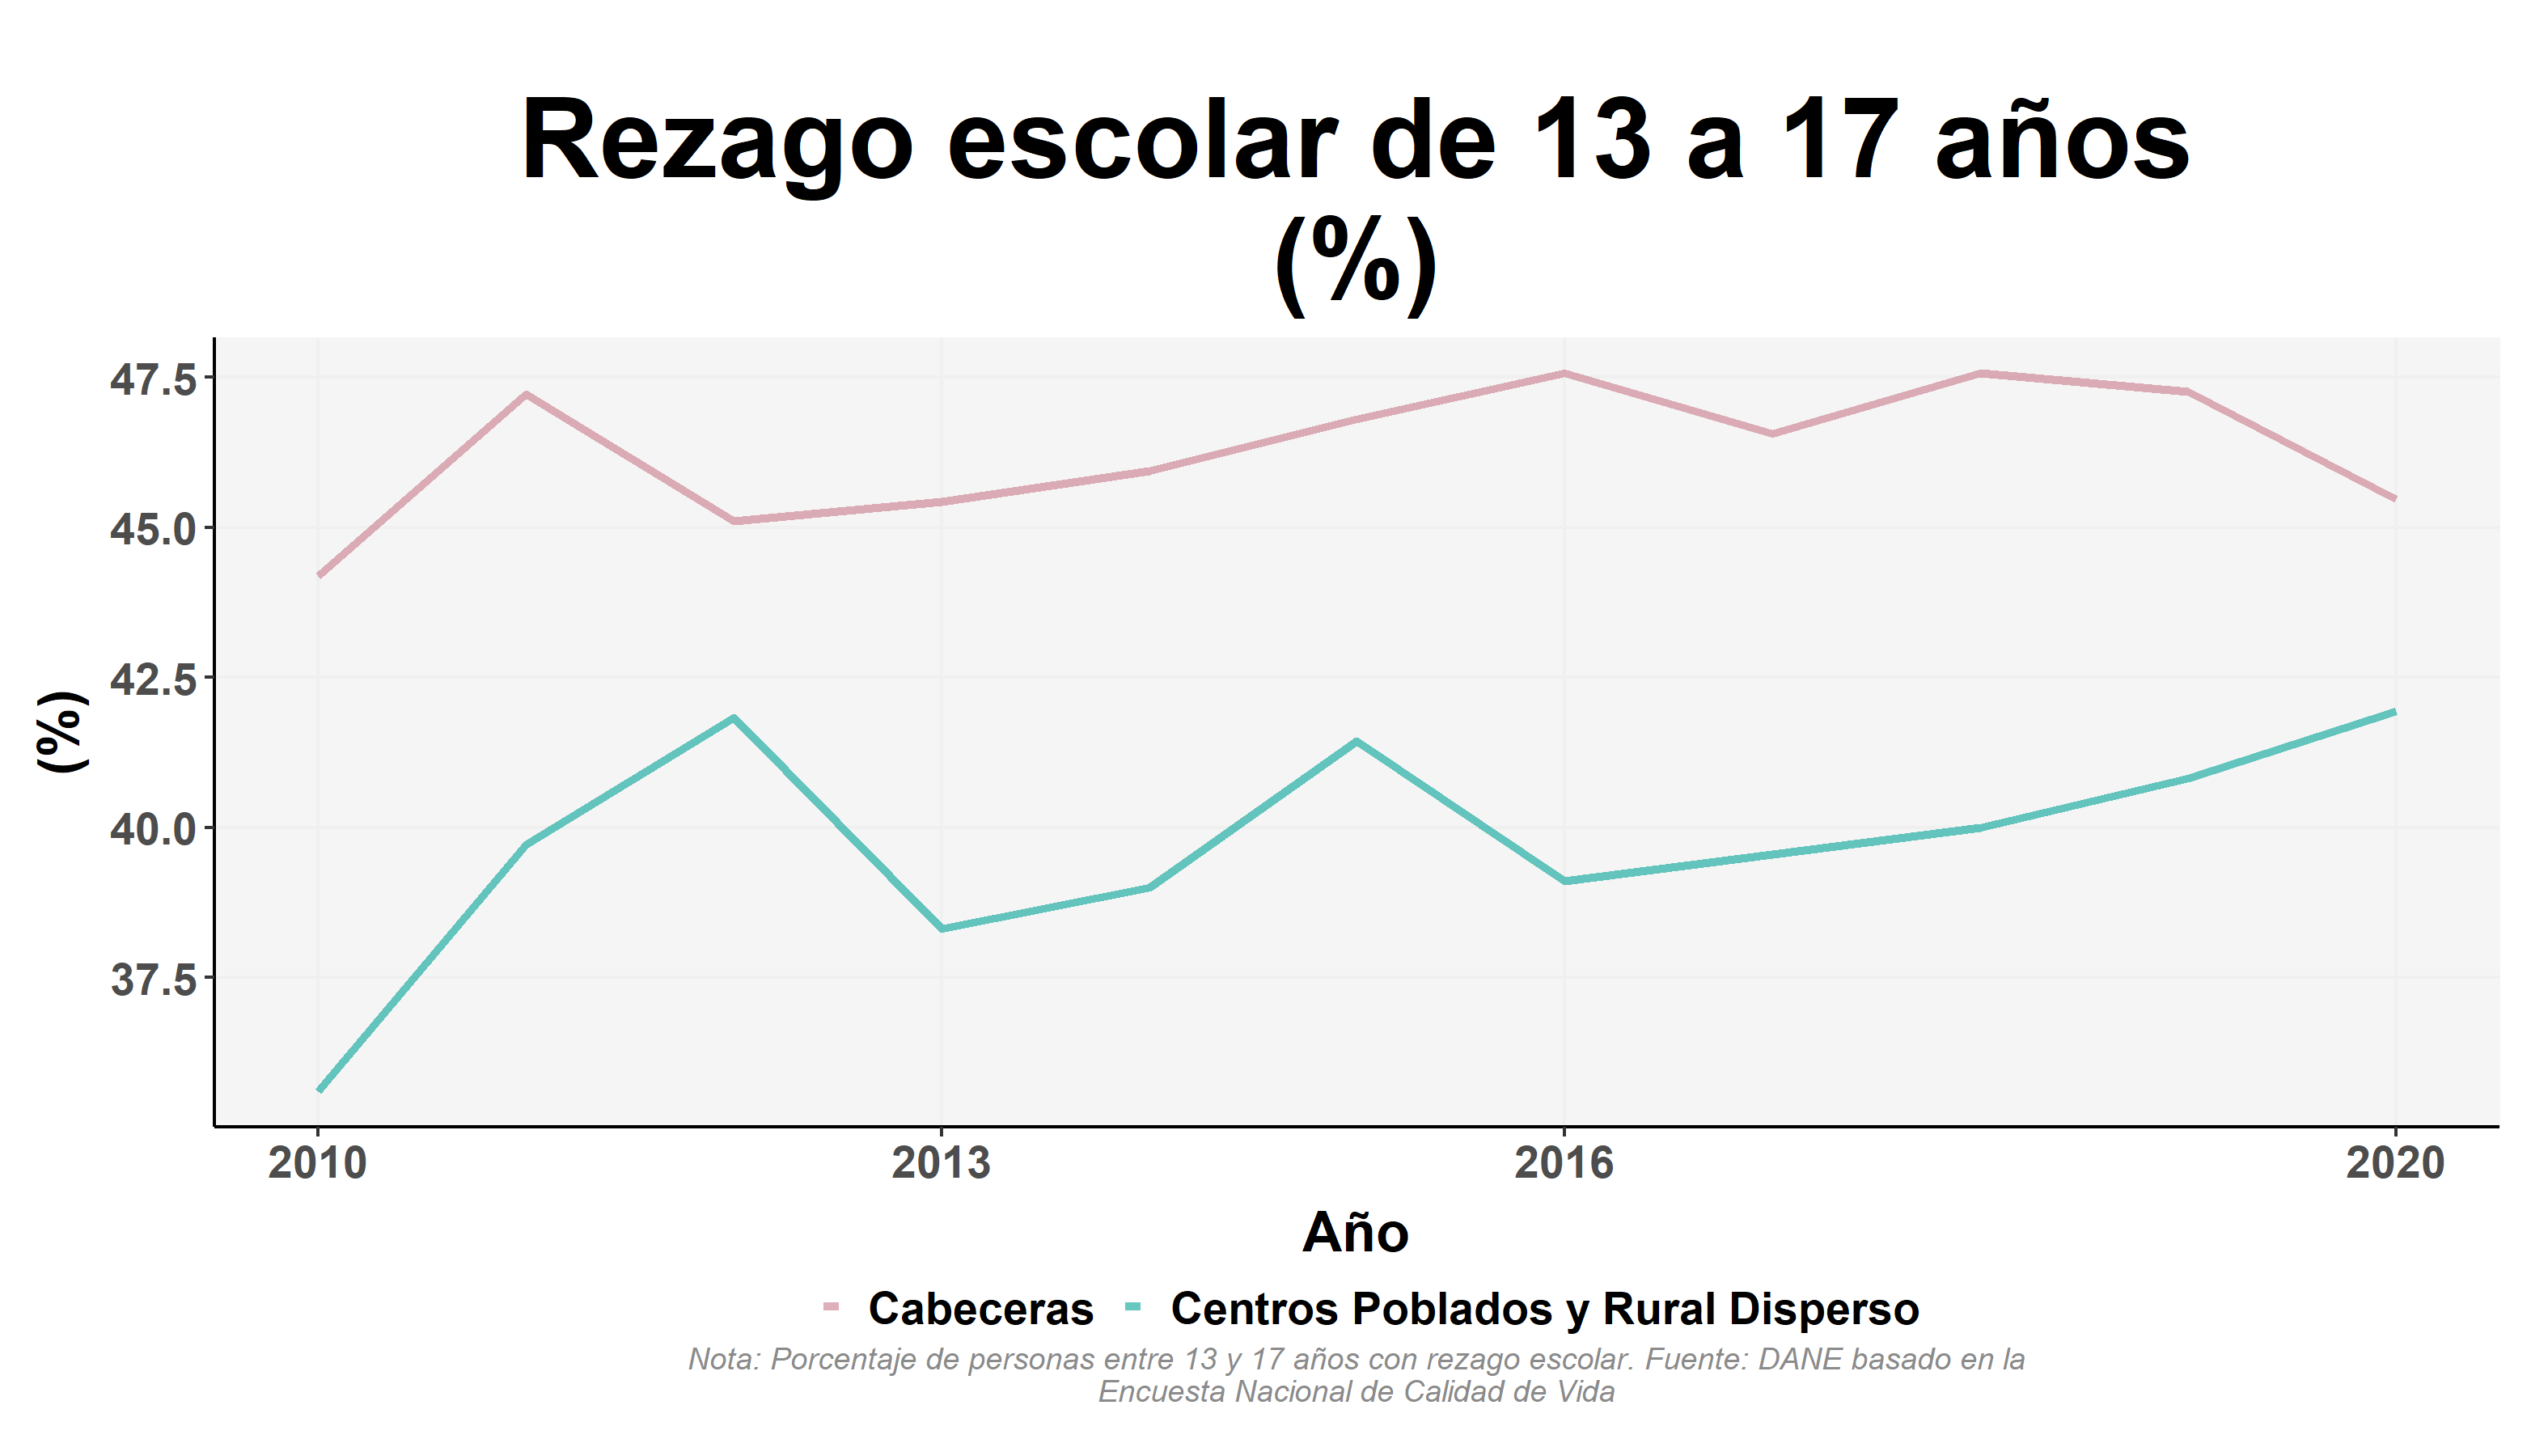 Rezago escolar de 13 a 17 años
(%)
47.5
45.0
42.5
40.0
37.5
(%)
2010 2013 2016 2020
Año
Cabeceras Centros Poblados y Rural Disperso
Nota: Porcentaje de personas entre 13 y 17 años con rezago escolar. Fuente: DANE basado en la
Encuesta Nacional de Calidad de Vida